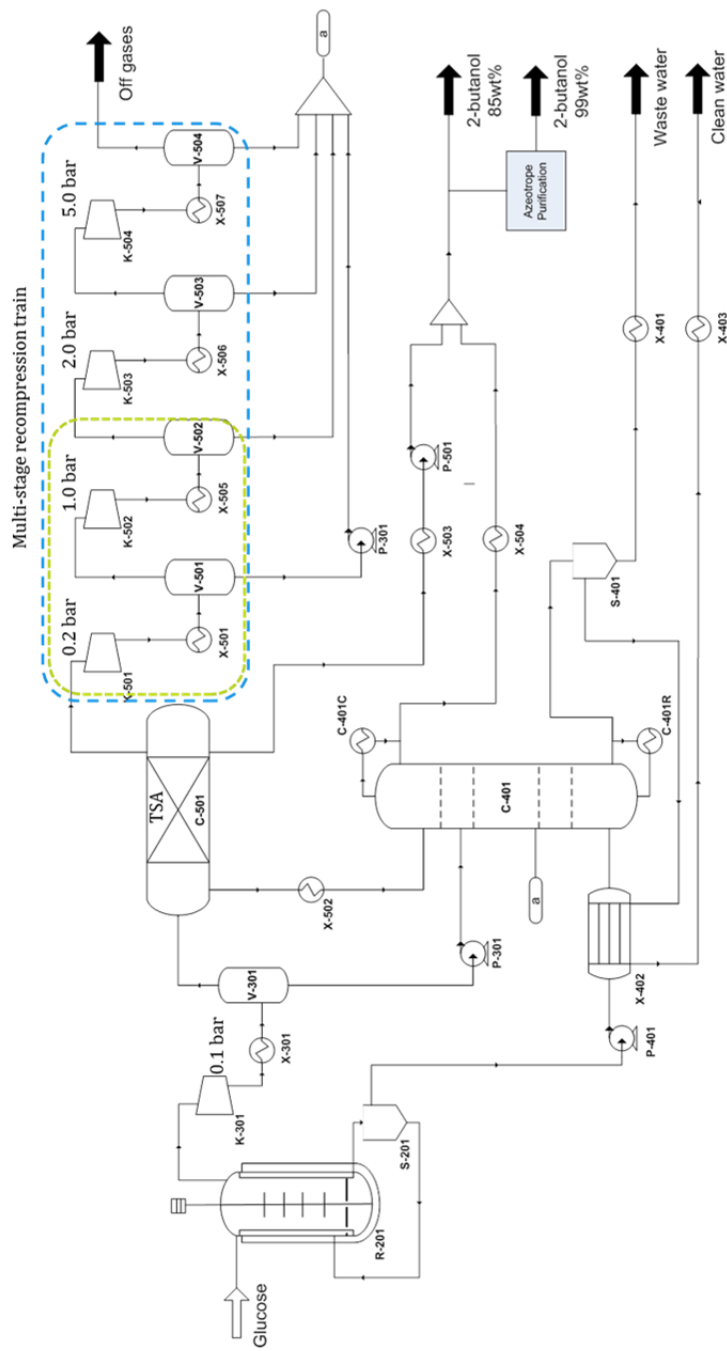 Multi-stage recompression train
0.2 bar
1.0 bar
2.0 bar
5.0 bar
K-501
K-502
K-503
K-504
X-501
V-501
X-505
V-502
X-506
V-503
X-507
V-504
Off gases
a
P-301
TSA
C-501
X-503
P-501
X-504
2-butanol
85wt%
2-butanol
99wt%
Azeotrope
Purification
X-502
C-401C
C-401
C-401R
a
S-401
X-401
X-403
Waste water
Clean water
0.1 bar
K-301
X-301
V-301
P-301
Glucose
R-201
S-201
P-401
X-402